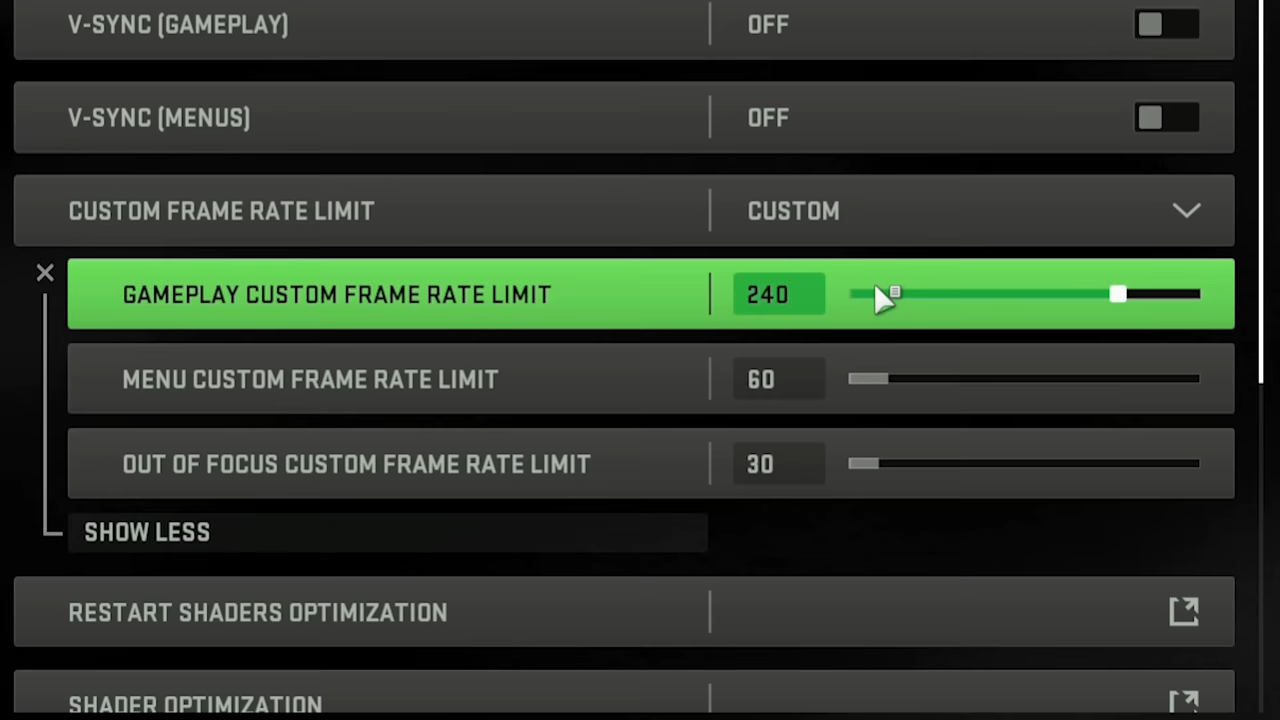 V-SYNC (GAMEPLAY) OFF
V-SYNC (MENUS) OFF
CUSTOM FRAME RATE LIMIT CUSTOM
GAMEPLAY CUSTOM FRAME RATE LIMIT 240
MENU CUSTOM FRAME RATE LIMIT 60
OUT OF FOCUS CUSTOM FRAME RATE LIMIT 30
SHOW LESS
RESTART SHADERS OPTIMIZATION
SHADER OPTIMIZATION